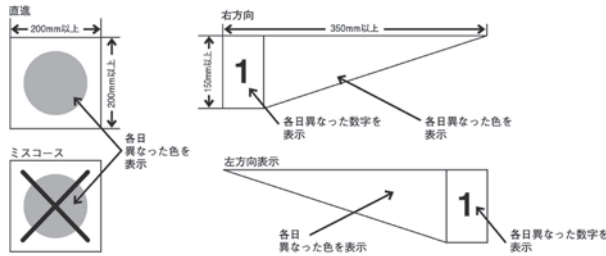 直進
200mm以上
200mm以上
各日
異なった色を
表示
ミスコース
右方向
350mm以上
150mm以上
1
各日異なった数字を
表示
各日異なった色を
表示
左方向表示
1
各日
異なった色を表示
各日異なった数字を
表示